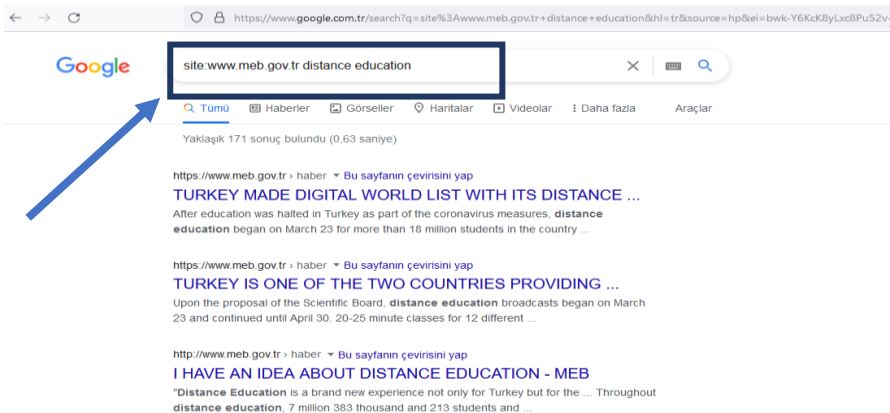 https://www.google.com.tr/search?q=site%3Awww.meb.gov.tr+distance+education&hl=tr&source=hp&ei=bwk-Y6KcK8yLxc8Pu52v-
Google
site:www.meb.gov.tr distance education
Tümü Haberler Görseller Haritalar Videolar Daha fazla Araçlar
Yaklaşık 171 sonuç bulundu (0,63 saniye)
https://www.meb.gov.tr › haber Bu sayfanın çevirisini yap
TURKEY MADE DIGITAL WORLD LIST WITH ITS DISTANCE ...
After education was halted in Turkey as part of the coronavirus measures, distance
education began on March 23 for more than 18 million students in the country ...
https://www.meb.gov.tr › haber Bu sayfanın çevirisini yap
TURKEY IS ONE OF THE TWO COUNTRIES PROVIDING ...
Upon the proposal of the Scientific Board, distance education broadcasts began on March
23 and continued until April 30. 20-25 minute classes for 12 different ...
http://www.meb.gov.tr › haber Bu sayfanın çevirisini yap
I HAVE AN IDEA ABOUT DISTANCE EDUCATION - MEB
"Distance Education is a brand new experience not only for Turkey but for the ... Throughout
distance education, 7 million 383 thousand and 213 students and ...